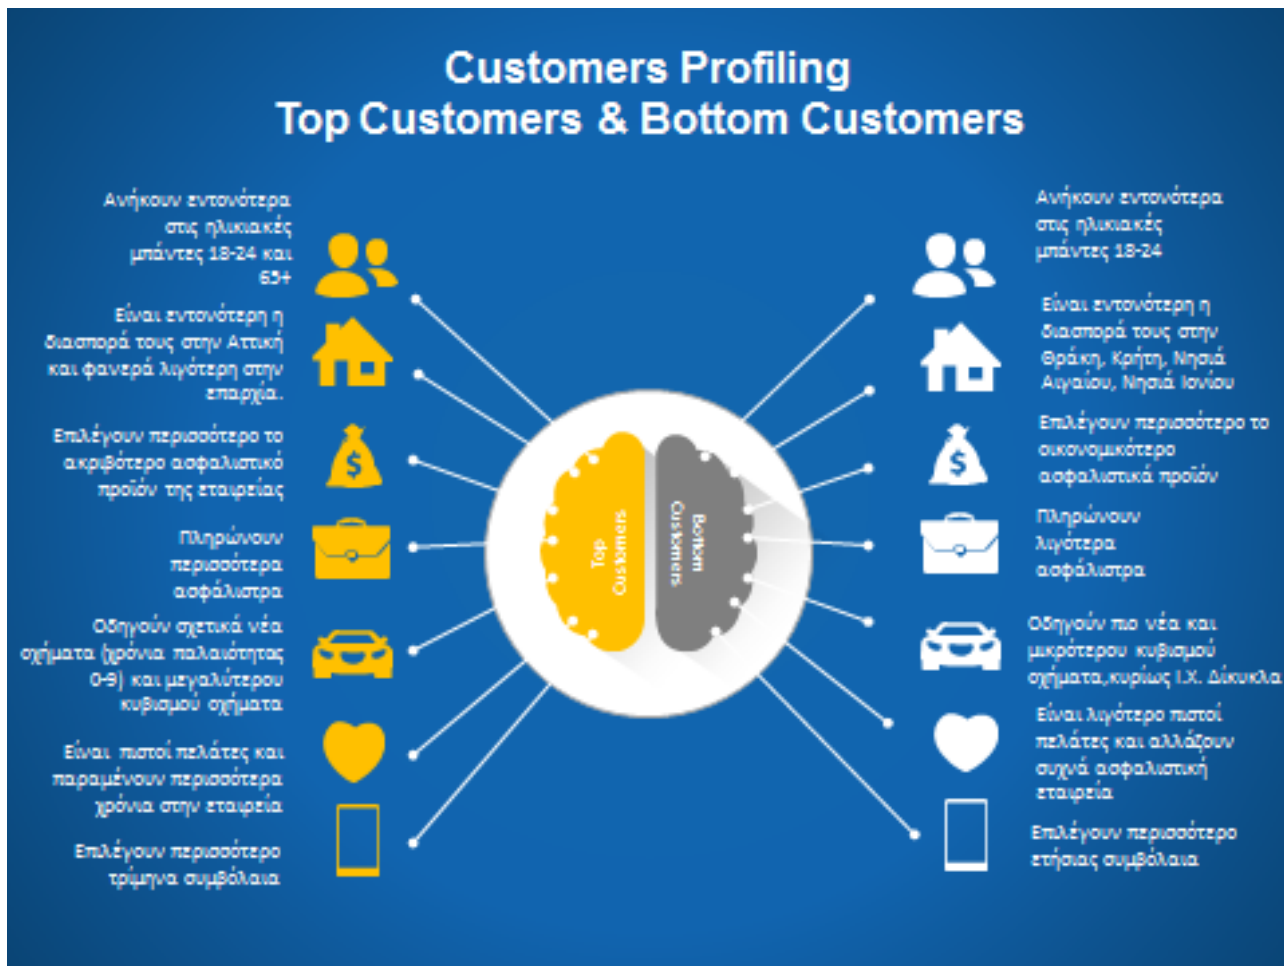 Customers Profiling
Top Customers & Bottom Customers
Ανήκουν εντονότερα
στις ηλικιακές
μπάντες 18-24 και
65+
Είναι εντονότερη η
διασπορά τους στην Αττική
και φανερά λιγότερη στην
επαρχία.
Επιλέγουν περισσότερο το
ακριβότερο ασφαλιστικό
προϊόν της εταιρείας
Πληρώνουν
περισσότερα
ασφάλιστρα
Οδηγούν σχετικά νέα
οχήματα (χρόνια παλαιότητας
0-9) και μεγαλύτερου
κυβισμού οχήματα
Είναι πιστοί πελάτες και
παραμένουν περισσότερα
χρόνια στην εταιρεία
Επιλέγουν περισσότερο
τρίμηνα συμβόλαια
$
Top
Customers
Bottom
Customers
Ανήκουν εντονότερα
στις ηλικιακές
μπάντες 18-24
Είναι εντονότερη η
διασπορά τους στην
Θράκη, Κρήτη, Νησιά
Αιγαίου, Νησιά Ιονίου
Επιλέγουν περισσότερο το
οικονομικότερο
ασφαλιστικά προϊόν
$
Πληρώνουν
λιγότερα
ασφάλιστρα
Οδηγούν πιο νέα και
μικρότερου κυβισμού
οχήματα,κυρίως Ι.Χ. Δίκυκλα
Είναι λιγότερο πιστοί
πελάτες και αλλάζουν
συχνά ασφαλιστική
εταιρεία
Επιλέγουν περισσότερο
ετήσιας συμβόλαια